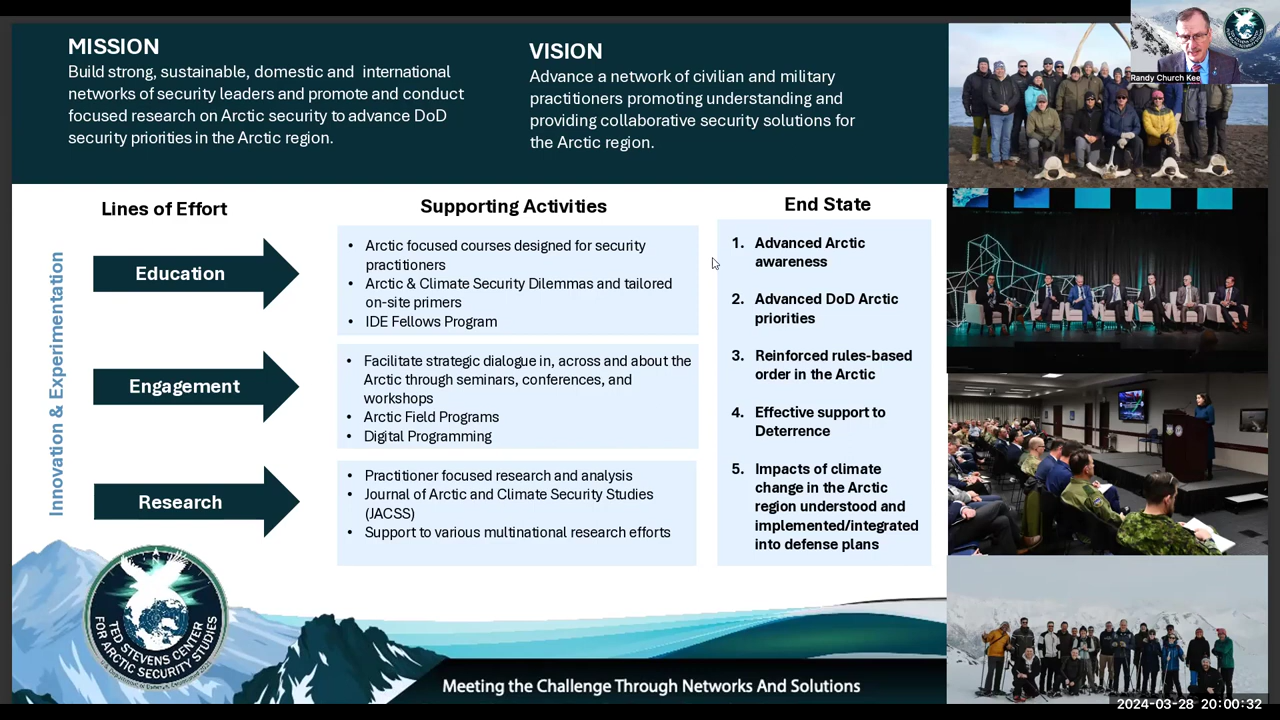 MISSION
Build strong, sustainable, domestic and international
networks of security leaders and promote and conduct
focused research on Arctic security to advance DoD
security priorities in the Arctic region.
VISION
Advance a network of civilian and military
practitioners promoting understanding and
providing collaborative security solutions for
the Arctic region.
Randy Church Kee
Lines of Effort
Supporting Activities
End State
Innovation & Experimentation
Education
• Arctic focused courses designed for security
practitioners
• Arctic & Climate Security Dilemmas and tailored
on-site primers
• IDE Fellows Program
Engagement
• Facilitate strategic dialogue in, across and about the
Arctic through seminars, conferences, and
workshops
• Arctic Field Programs
• Digital Programming
Research
• Practitioner focused research and analysis
• Journal of Arctic and Climate Security Studies
(JACSS)
• Support to various multinational research efforts
1. Advanced Arctic
awareness
2. Advanced DoD Arctic
priorities
3. Reinforced rules-based
order in the Arctic
4. Effective support to
Deterrence
5. Impacts of climate
change in the Arctic
region understood and
implemented/integrated
into defense plans
TED STEVENS CENTER
FOR ARCTIC SECURITY STUDIES
Meeting the Challenge Through Networks And Solutions
2024-03-28 20:00:32